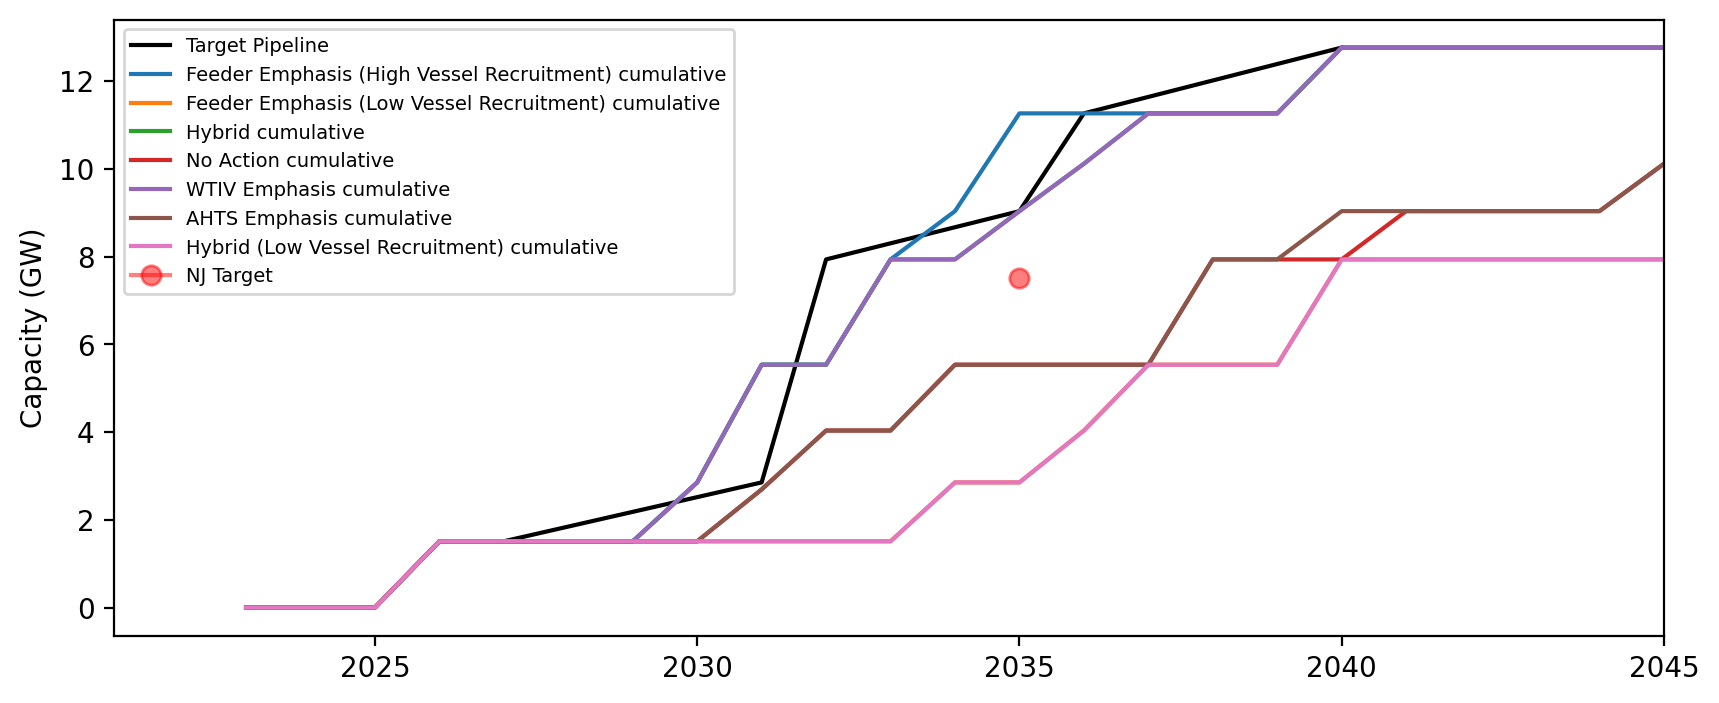 Target Pipeline
Feeder Emphasis (High Vessel Recruitment) cumulative
Feeder Emphasis (Low Vessel Recruitment) cumulative
Hybrid cumulative
No Action cumulative
WTIV Emphasis cumulative
AHTS Emphasis cumulative
Hybrid (Low Vessel Recruitment) cumulative
NJ Target
Capacity (GW)
12
10
8
6
4
2
0
2025 2030 2035 2040 2045